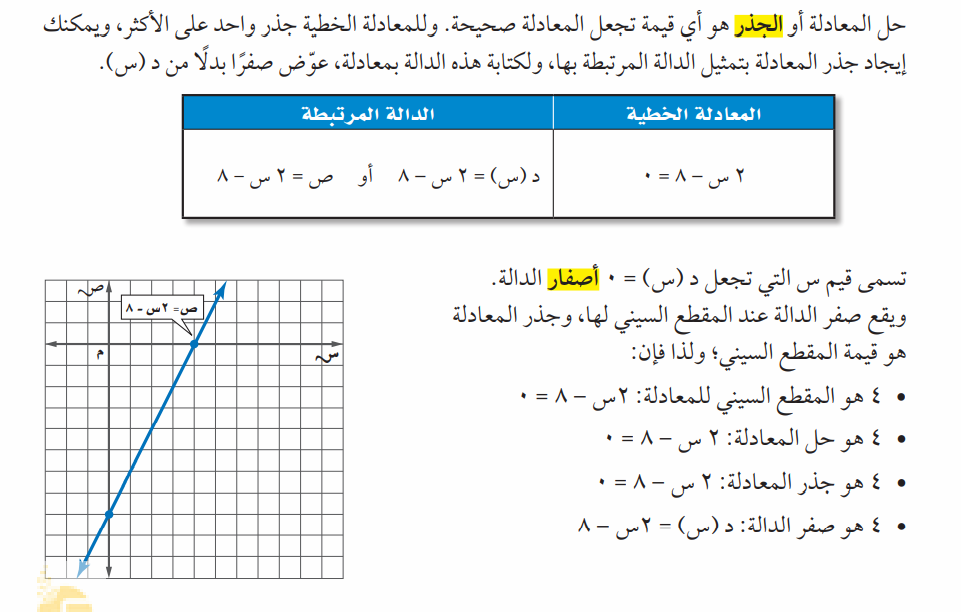 حل المعادلة أو الجذر هو أي قيمة تجعل المعادلة صحيحة. وللمعادلة الخطية جذر واحد على الأكثر، ويمكنك
إيجاد جذر المعادلة بتمثيل الدالة المرتبطة بها، ولكتابة هذه الدالة بمعادلة، عوّض صفرًا بدلًا من د (س).
المعادلة الخطية
الدالة المرتبطة
٢ س – ٨ = ٠
د (س) = ٢ س – ٨ أو ص = ٢ س – ٨
تسمى قيم س التي تجعل د (س) = ٠ أصفار الدالة.
ويقع صفر الدالة عند المقطع السيني لها، وجذر المعادلة
هو قيمة المقطع السيني؛ ولذا فإن:
• ٤ هو المقطع السيني للمعادلة: ٢س – ٨ = ٠
• ٤ هو حل المعادلة: ٢ س – ٨ = ٠
• ٤ هو جذر المعادلة: ٢ س – ٨ = ٠
• ٤ هو صفر الدالة: د (س) = ٢س – ٨
ص
ص= ٢س - ٨
م
س